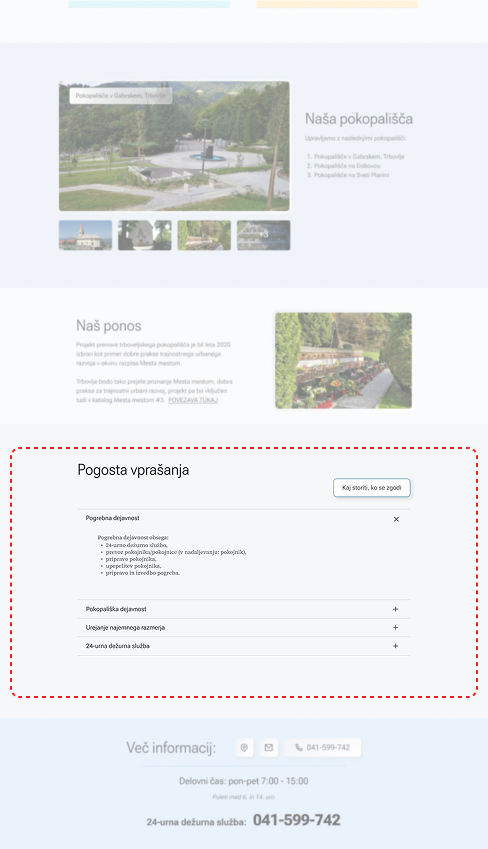 Pokopališče v Gabrskem, Trbovlje
Naša pokopališča
Upravljamo z naslednjimi pokopališči:
1. Pokopališče v Gabrskem, Trbovlje
2. Pokopališče na Dobovcu
3. Pokopališče na Sveti Planini
+3
Naš ponos
Projekt prenove trboveljskega pokopališča je bil leta 2020
izbran kot primer dobre prakse trajnostnega urbanega
razvoja v okviru razpisa Mesta mestom.
Trbovlje bodo tako prejele priznanje Mesta mestom, dobre
prakse za trajnostni urbani razvoj, projekt pa bo vključen
tudi v katalog Mesta mestom #3. POVEZAVA TUKAJ
Pogosta vprašanja
Kaj storiti, ko se zgodi
Pogrebna dejavnost
Pogrebna dejavnost obsega:
• 24-urno dežurno službo,
• prevoz pokojnika/pokojnice (v nadaljevanju: pokojnik),
• pripravo pokojnika,
• upepelitev pokojnika,
• pripravo in izvedbo pogreba.
Pokopališka dejavnost
Urejanje najemnega razmerja
24-urna dežurna služba
Več informacij:
041-599-742
Delovni čas: pon-pet 7:00 - 15:00
Poleti med 6. in 14. uro
24-urna dežurna služba: 041-599-742